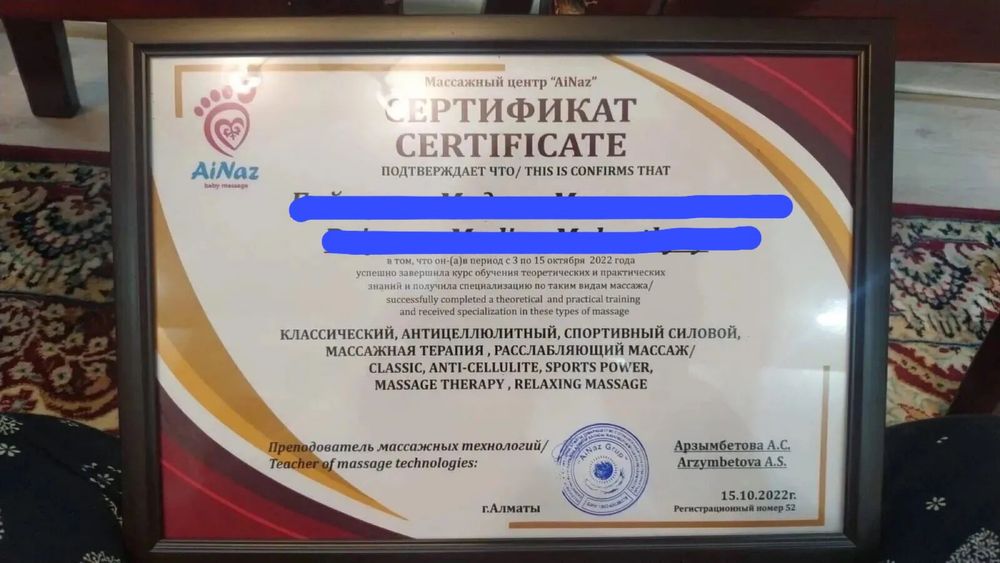 Массажный центр "AiNaz"
СЕРТИФИКАТ
CERTIFICATE
ПОДТВЕРЖДАЕТ ЧТО/ THIS IS CONFIRMS THAT
AiNaz
baby massage
в том, что он-(а)в период с 3 по 15 октября 2022 года
успешно завершила курс обучения теоретических и практических
знаний и получила специализацию по таким видам массажа/
successfully completed a theoretical and practical training
and received specialization in these types of massage
КЛАССИЧЕСКИЙ, АНТИЦЕЛЛЮЛИТНЫЙ, СПОРТИВНЫЙ СИЛОВОЙ,
МАССАЖНАЯ ТЕРАПИЯ , РАССЛАБЛЯЮЩИЙ МАССАЖ/
CLASSIC, ANTI-CELLULITE, SPORTS POWER,
MASSAGE THERAPY , RELAXING MASSAGE
Преподователь массажных технологий/
Teacher of massage technologies:
AiNaz Grup
Арзымбетова А.С.
Arzymbetova A.S.
г.Алматы
15.10.2022г.
Регистрационный номер 52